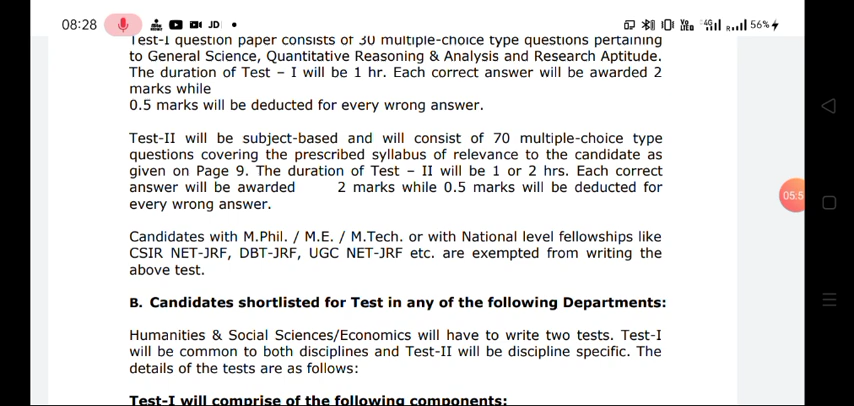 08:28 JD 56%
Test-I question paper consists of 30 multiple-choice type questions pertaining
to General Science, Quantitative Reasoning & Analysis and Research Aptitude.
The duration of Test – I will be 1 hr. Each correct answer will be awarded 2
marks while
0.5 marks will be deducted for every wrong answer.
Test-II will be subject-based and will consist of 70 multiple-choice type
questions covering the prescribed syllabus of relevance to the candidate as
given on Page 9. The duration of Test – II will be 1 or 2 hrs. Each correct
answer will be awarded 2 marks while 0.5 marks will be deducted for
every wrong answer.
Candidates with M.Phil. / M.E. / M.Tech. or with National level fellowships like
CSIR NET-JRF, DBT-JRF, UGC NET-JRF etc. are exempted from writing the
above test.
B. Candidates shortlisted for Test in any of the following Departments:
Humanities & Social Sciences/Economics will have to write two tests. Test-I
will be common to both disciplines and Test-II will be discipline specific. The
details of the tests are as follows:
Test-I will comprise of the following components: